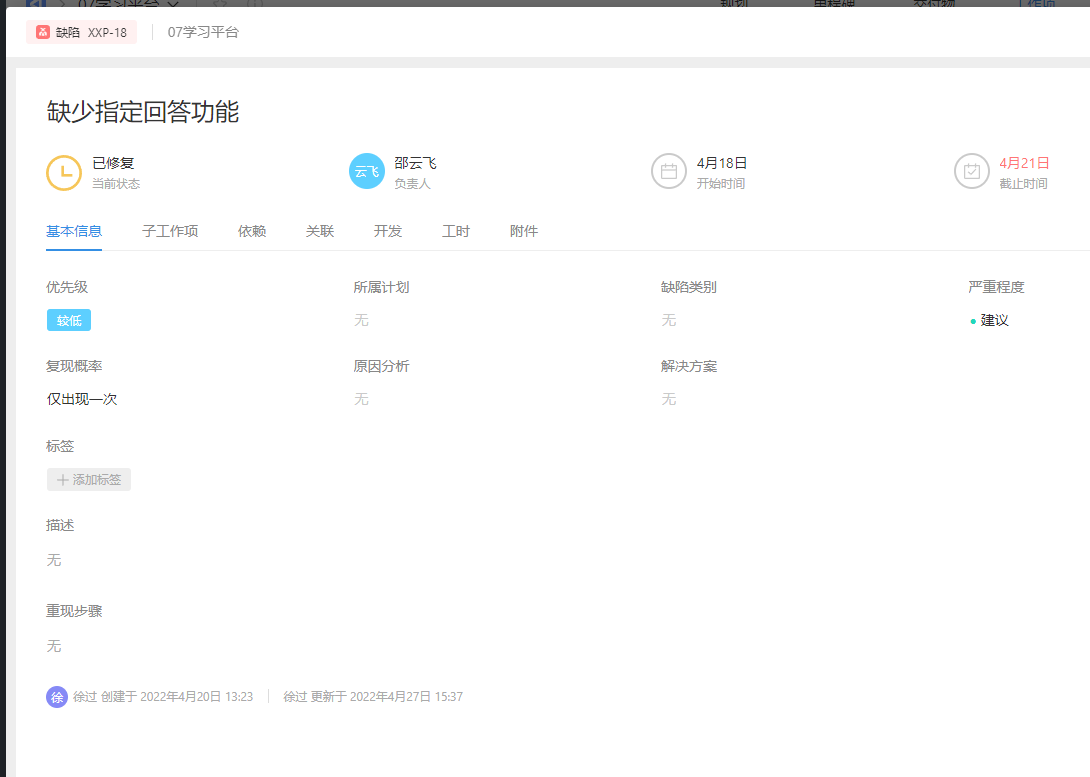 07学习平台
缺陷 XXP-18
07学习平台
缺少指定回答功能
已修复
当前状态
云飞
邵云飞
负责人
4月18日
开始时间
4月21日
截止时间
基本信息 子工作项 依赖 关联 开发 工时 附件
优先级 所属计划 缺陷类别 严重程度
较低 无 无 建议
复现概率 原因分析 解决方案
仅出现一次 无 无
标签
添加标签
描述
无
重现步骤
无
徐 徐过 创建于 2022年4月20日 13:23 徐过 更新于 2022年4月27日 15:37